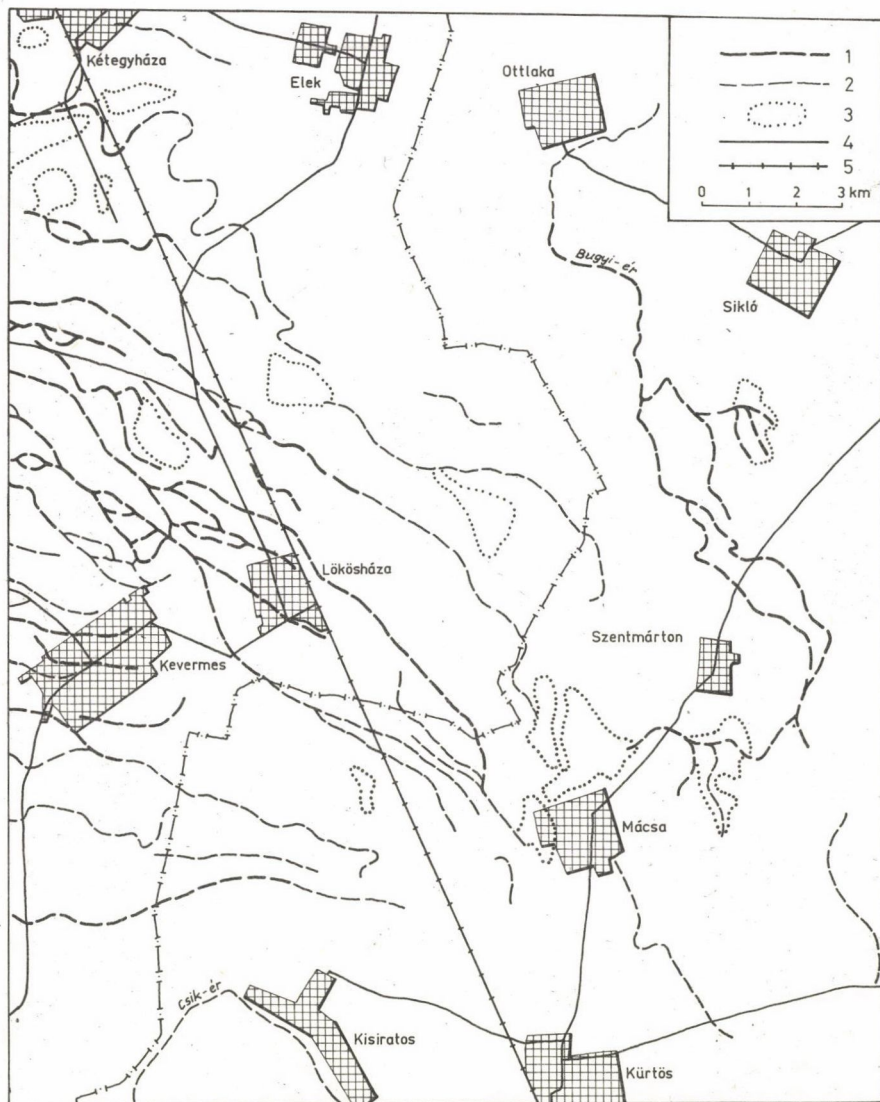 Kétegyháza
Elek
Ottlaka
1
2
3
4
5
0 1 2 3 km
Bugyi-ér
Sikló
Lökösháza
Szentmárton
Kevermes
Mácsa
Csik-ér
Kisiratos
Kürtös